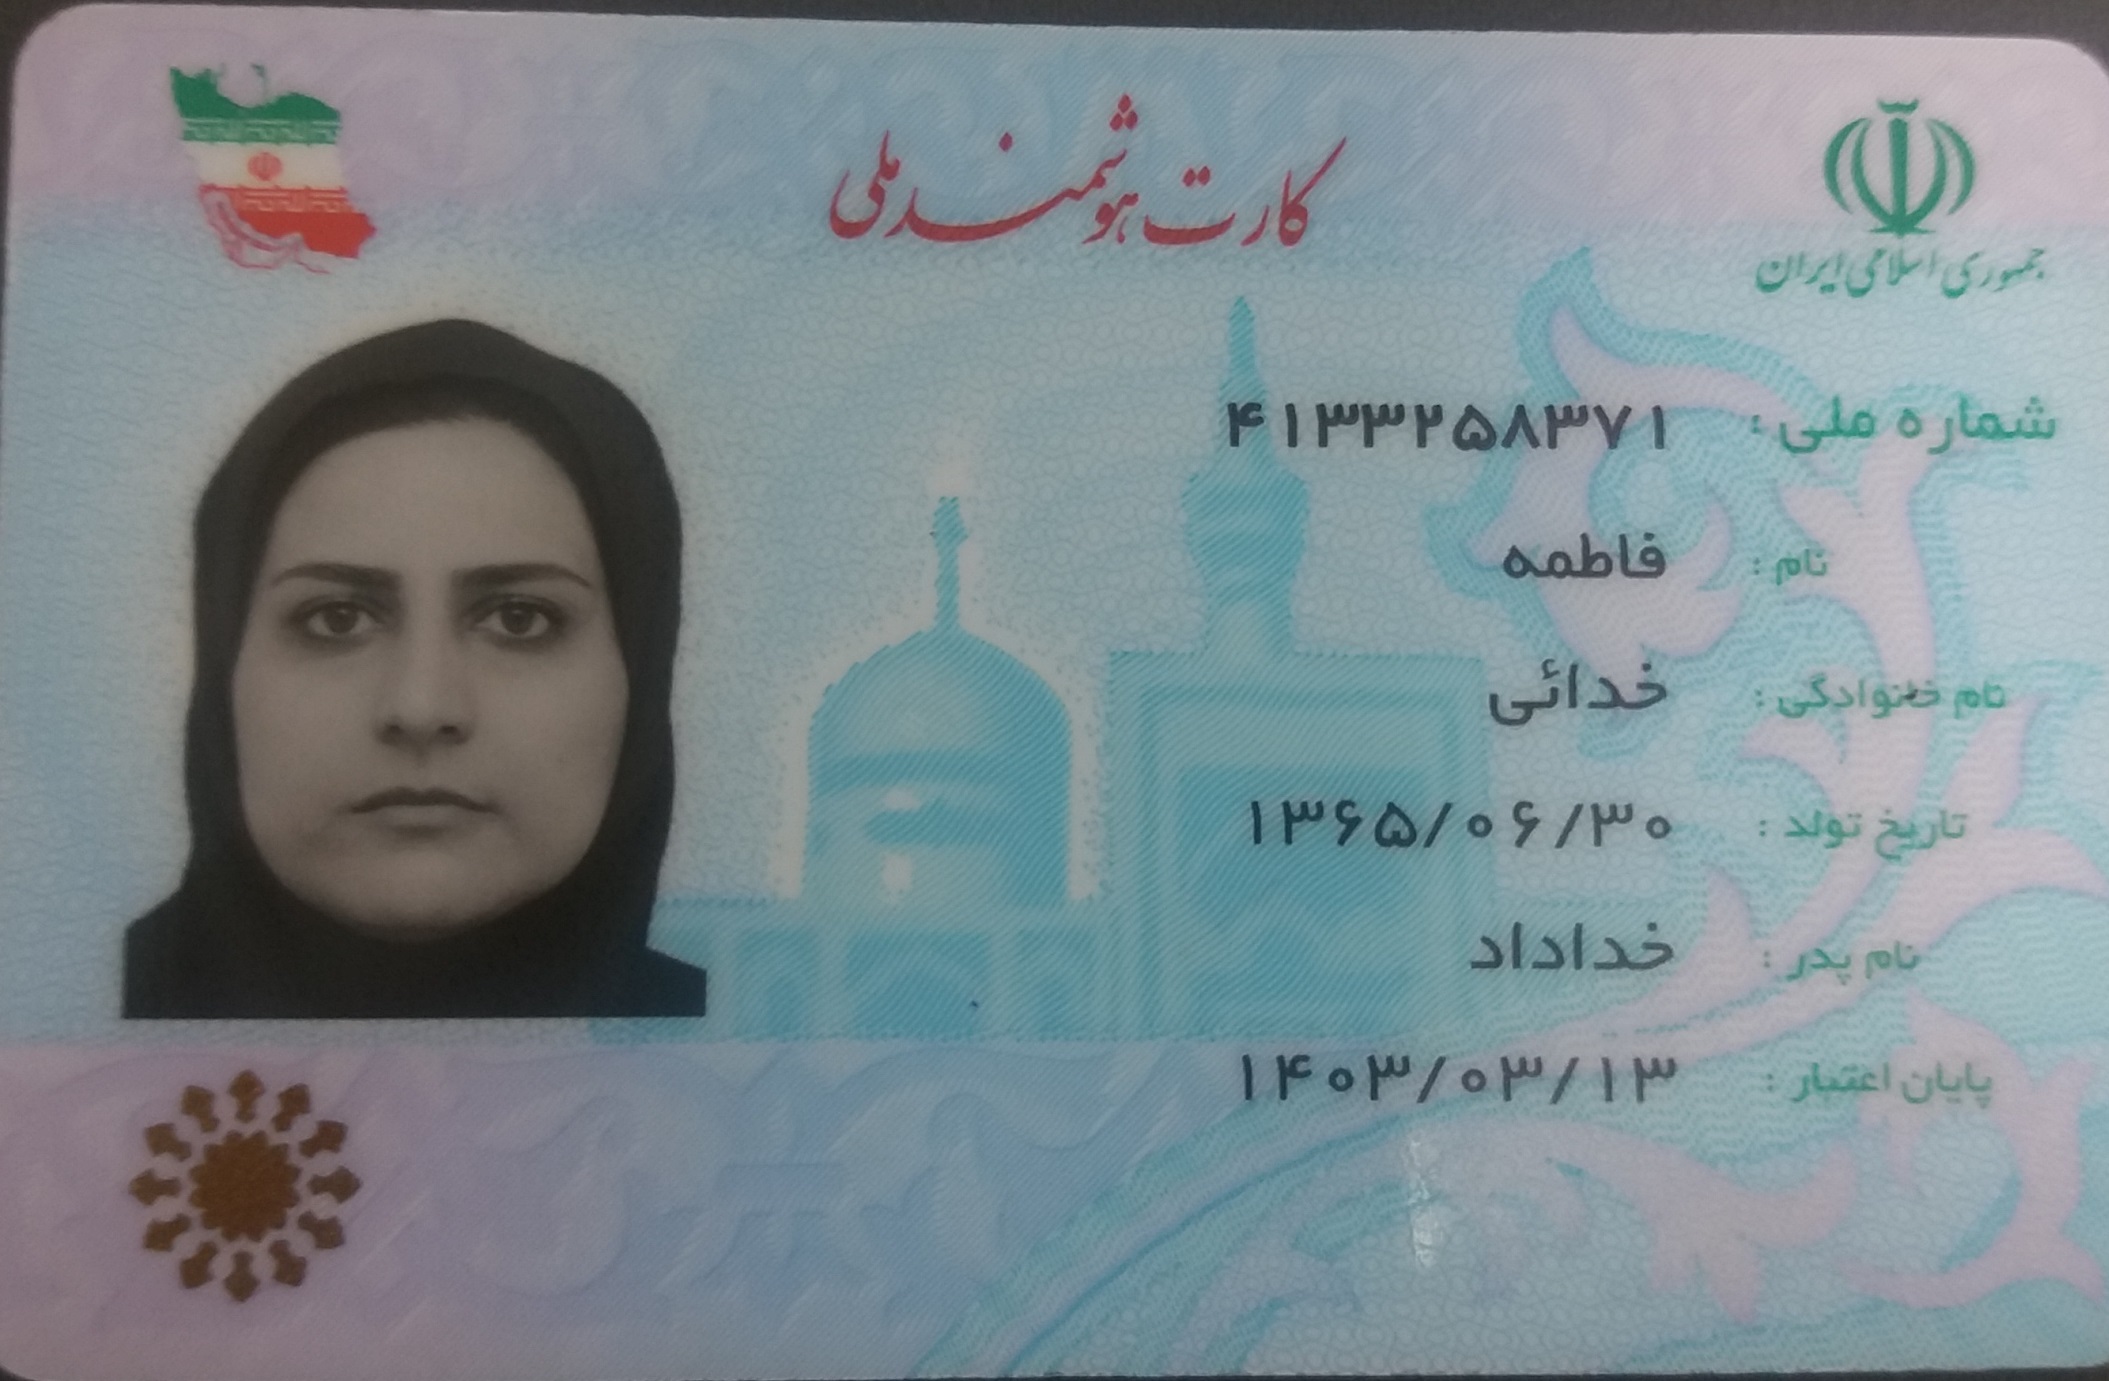 کارت هوشمند ملی
جمهوری اسلامی ایران
شماره ملی : ۴۱۳۳۲۵۸۳۷۱
نام : فاطمه
نام خانوادگی : خدائی
تاریخ تولد : ۱۳۶۵/۰۶/۳۰
نام پدر : خداداد
پایان اعتبار : ۱۴۰۳/۰۳/۱۳